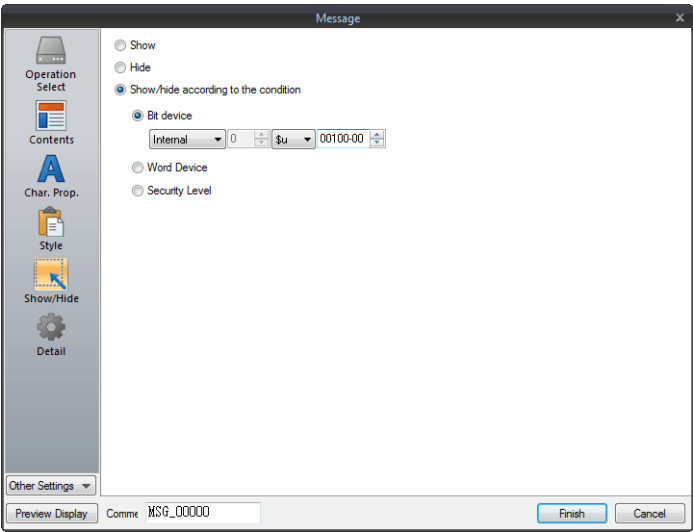 Message
x
Operation
Select
Contents
A
Char. Prop.
Style
Show/Hide
Detail
Other Settings
Preview Display
Show
Hide
Show/hide according to the condition
Bit device
Internal 0 $u 00100-00
Word Device
Security Level
Comme MSG_00000
Finish Cancel